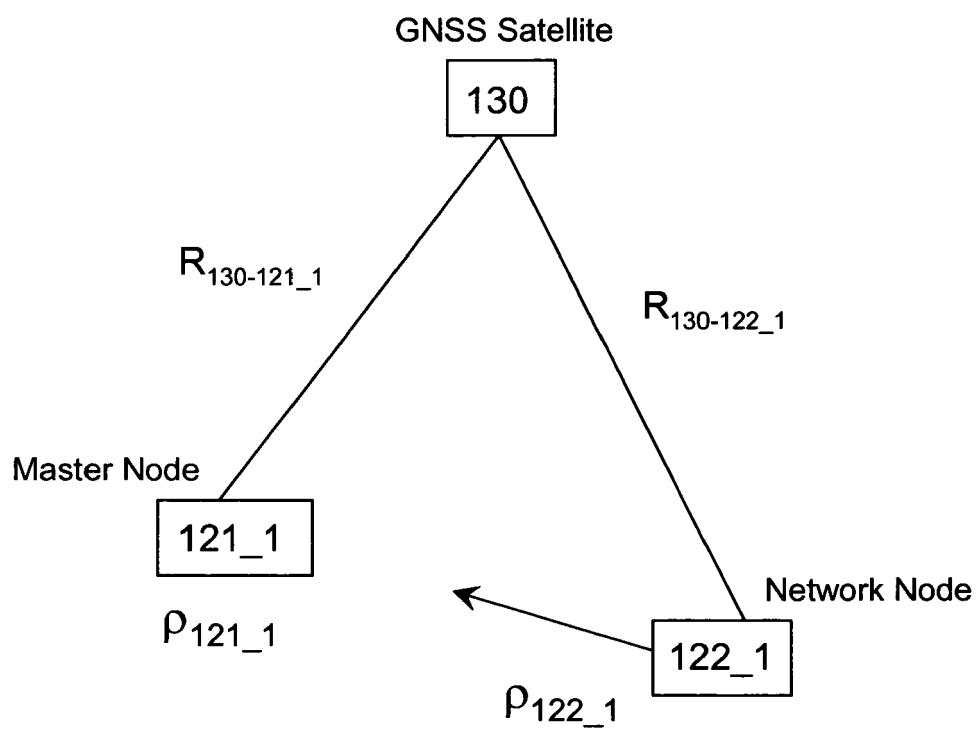 GNSS Satellite
130
R130-121_1
R130-122_1
Master Node
121_1
ρ121_1
Network Node
122_1
ρ122_1